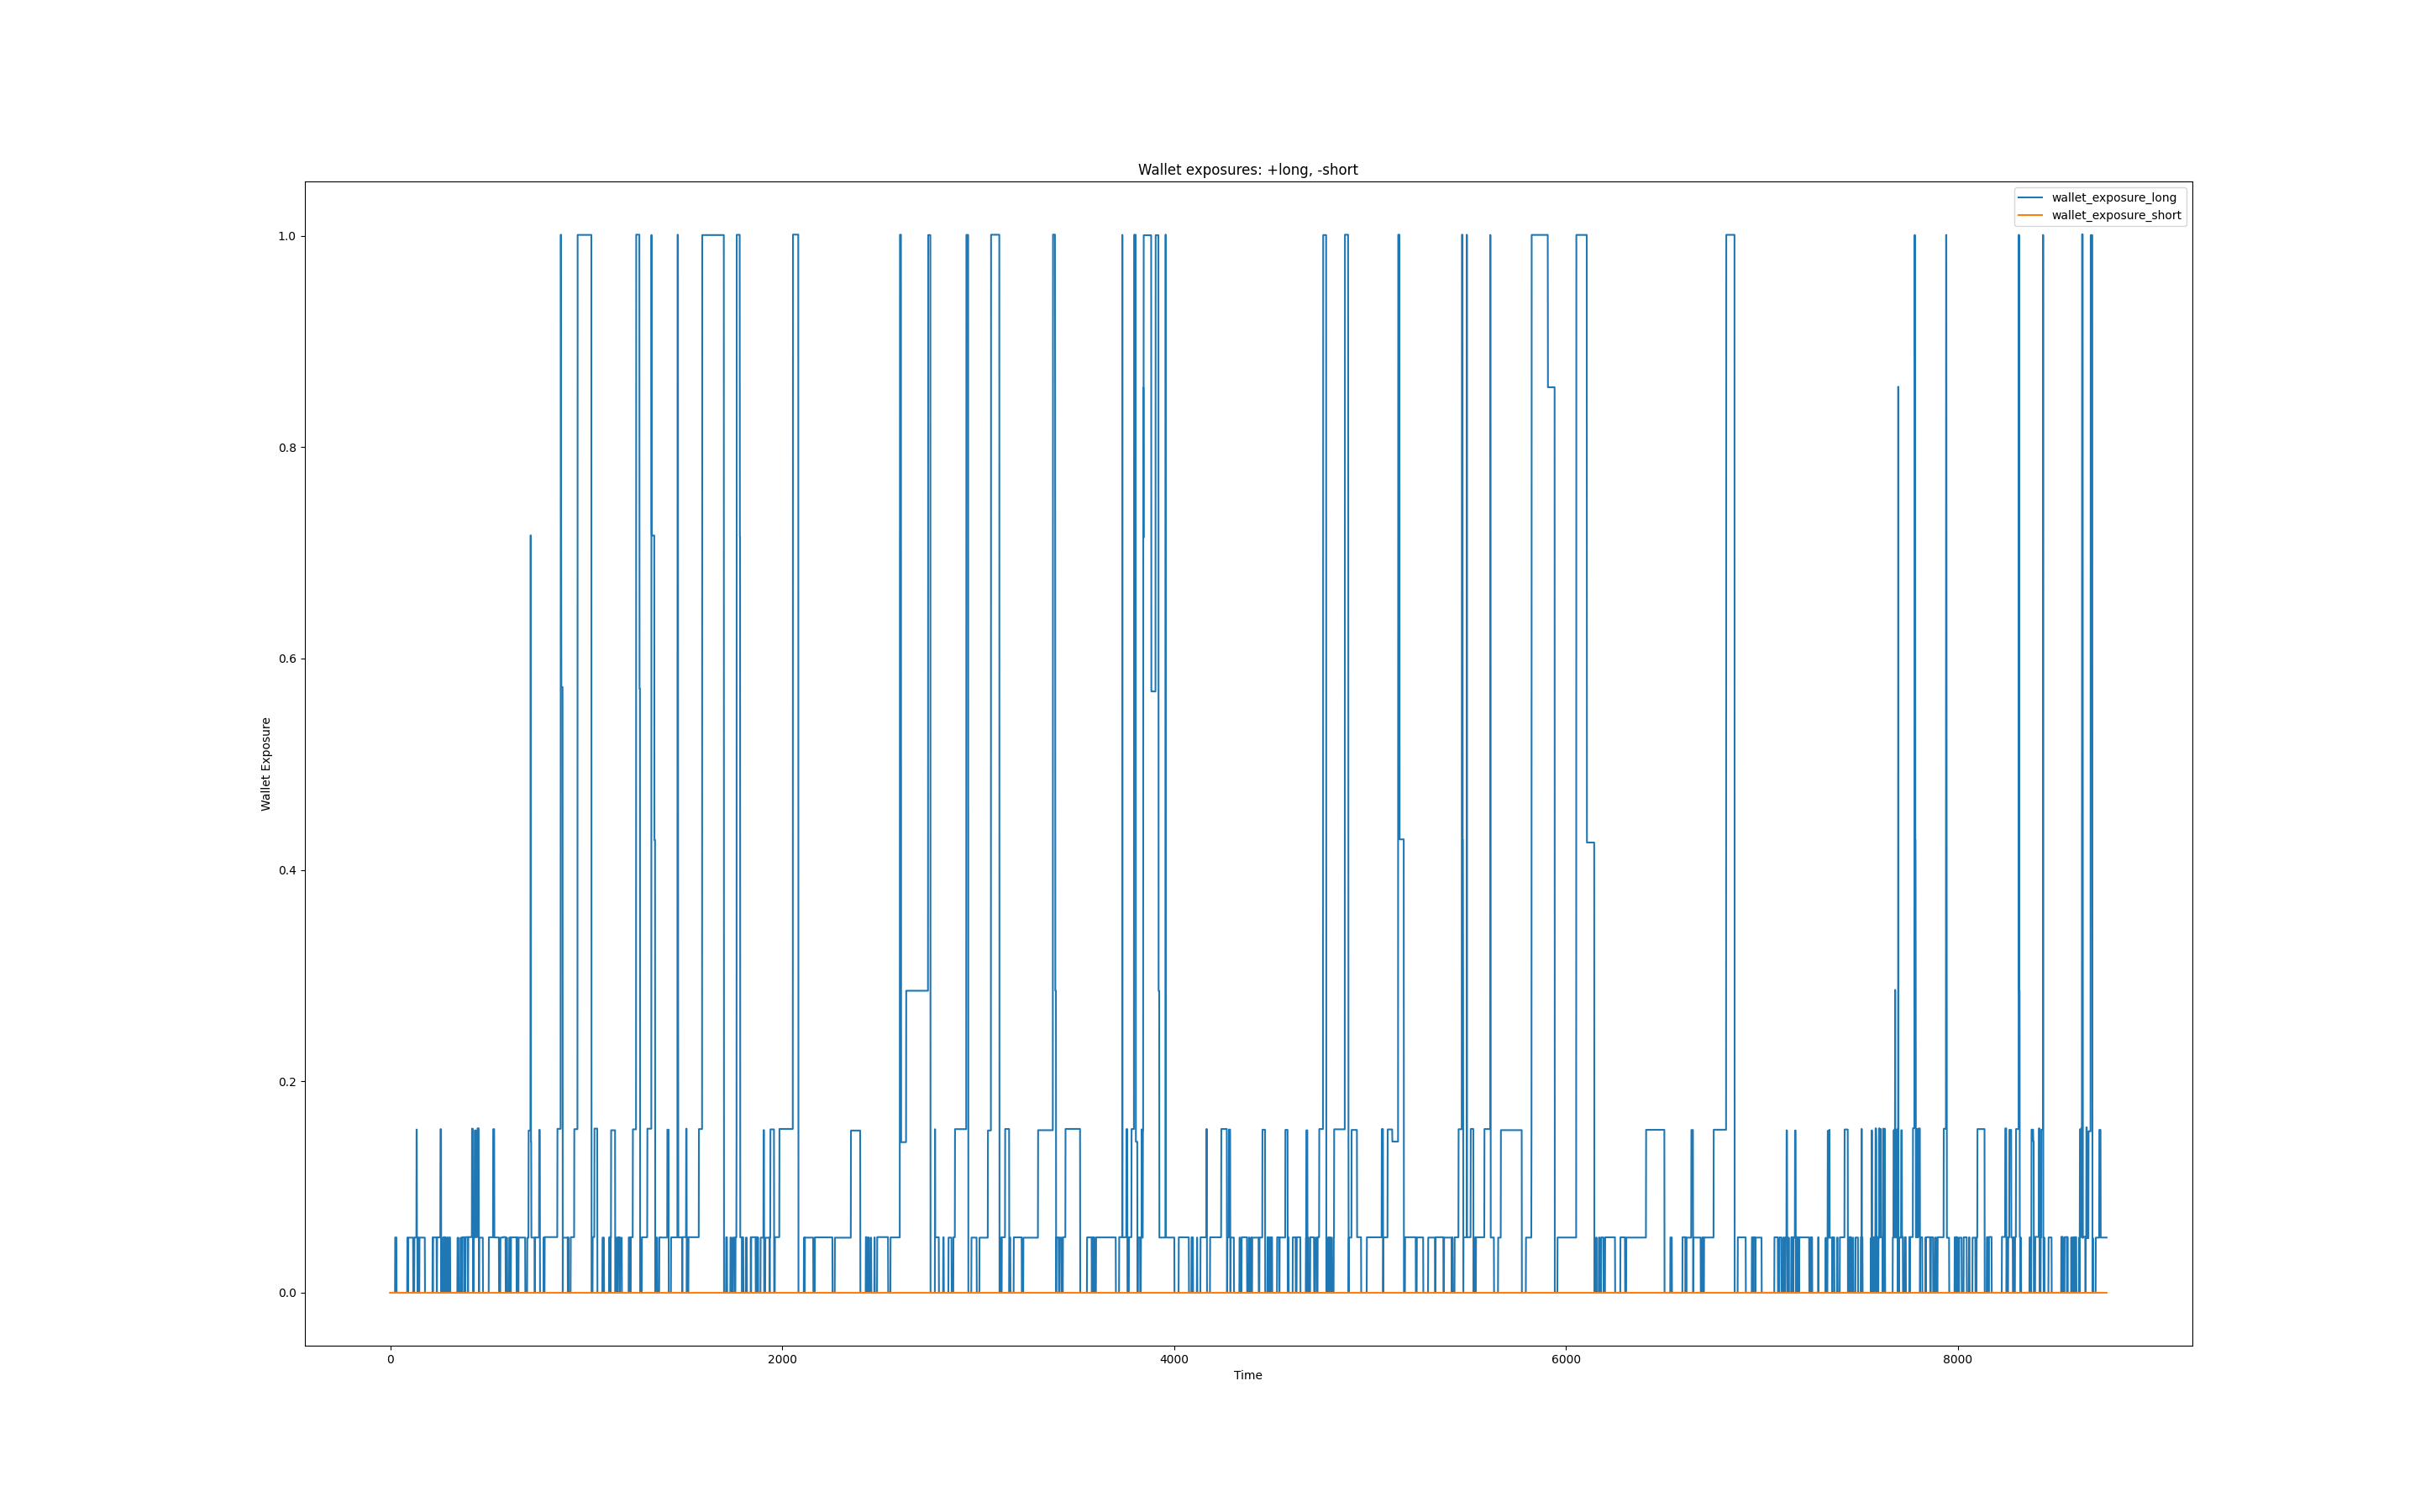 Wallet exposures: +long, -short
wallet_exposure_long
wallet_exposure_short
1.0
0.8
0.6
0.4
0.2
0.0
Wallet Exposure
0 2000 4000 6000 8000
Time